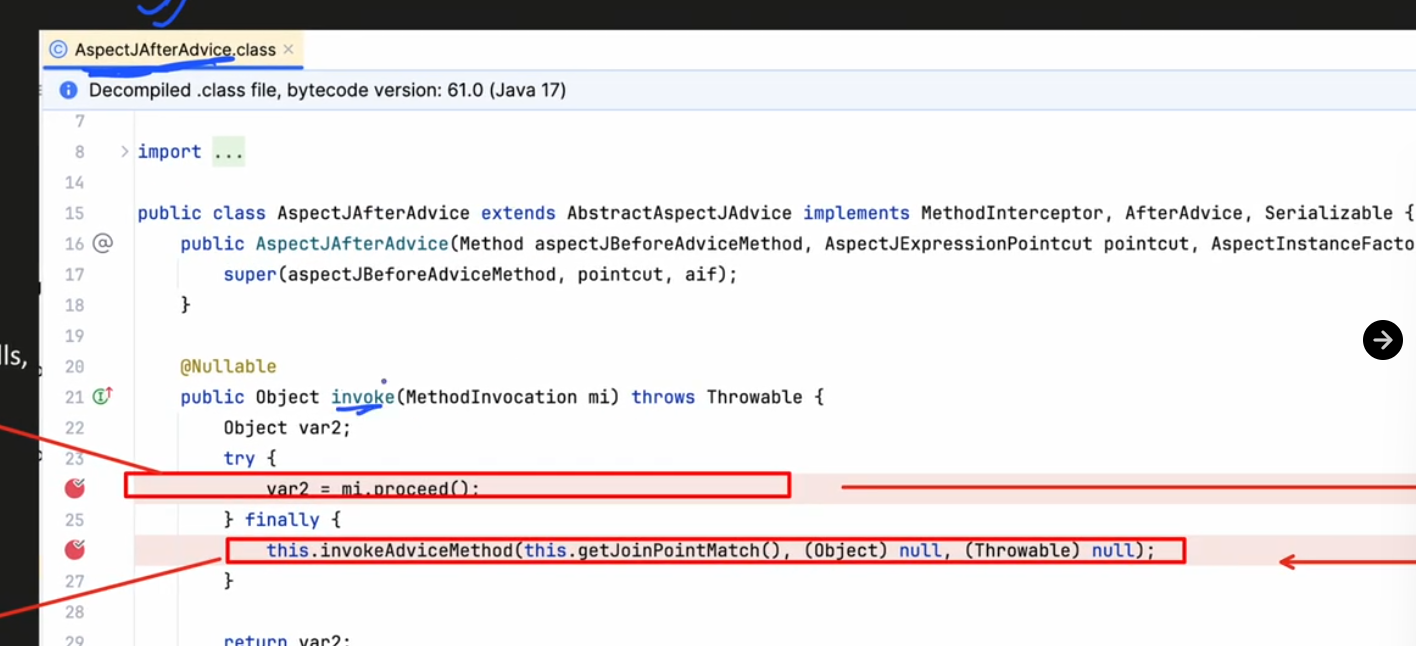 AspectJAfterAdvice.class ×
Decompiled .class file, bytecode version: 61.0 (Java 17)
7
8 > import ...
14
15 public class AspectJAfterAdvice extends AbstractAspectJAdvice implements MethodInterceptor, AfterAdvice, Serializable {
16 @ public AspectJAfterAdvice(Method aspectJBeforeAdviceMethod, AspectJExpressionPointcut pointcut, AspectInstanceFacto
17 super(aspectJBeforeAdviceMethod, pointcut, aif);
18 }
19
lls,
20 @Nullable
21 public Object invoke(MethodInvocation mi) throws Throwable {
22 Object var2;
23 try {
var2 = mi.proceed();
25 } finally {
this.invokeAdviceMethod(this.getJoinPointMatch(), (Object) null, (Throwable) null);
27 }
28
29 return var2;